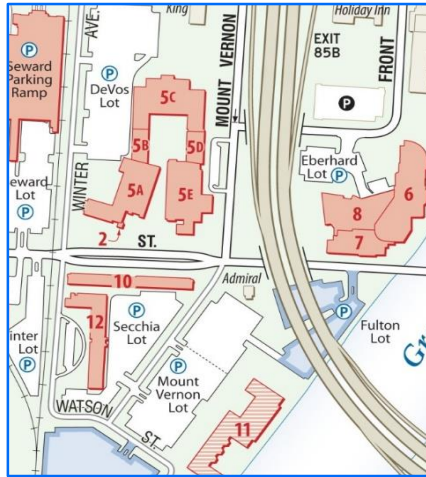 King
Holiday Inn
EXIT
85B
P
Seward
Parking
Ramp
AVE.
P
DeVos
Lot
5C
MOUNT VERNON
FRONT
P
5B
5D
Eberhard
Lot
P
6
WINTER
5A
5E
8
7
eward
Lot
P
2
ST.
10
Admiral
12
P
Secchia
Lot
P
Fulton
Lot
Gr
inter
Lot
P
P
Mount
Vernon
Lot
WATSON
ST.
11